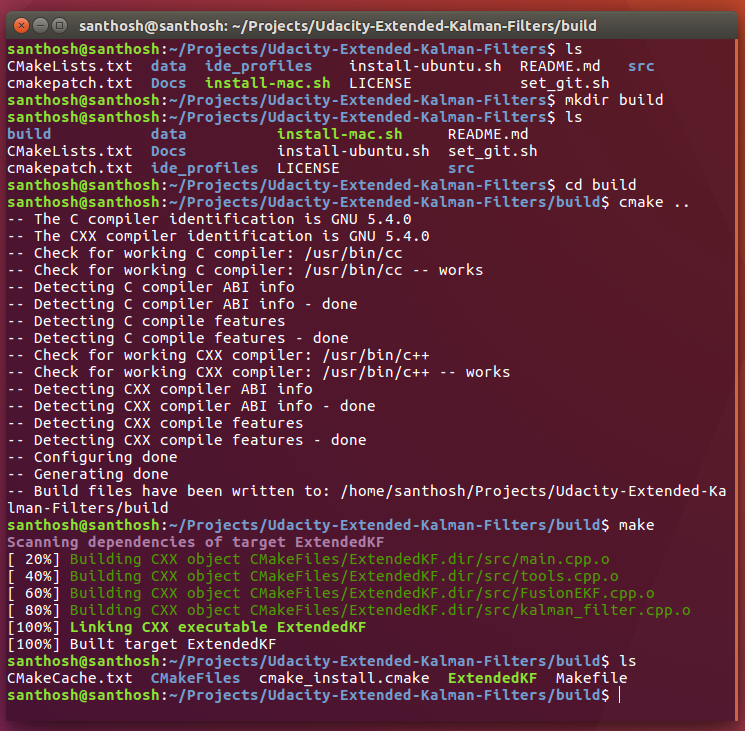 santhosh@santhosh: ~/Projects/Udacity-Extended-Kalman-Filters/build
santhosh@santhosh:~/Projects/Udacity-Extended-Kalman-Filters$ ls
CMakeLists.txt  data  ide_profiles    install-ubuntu.sh  README.md   src
cmakepatch.txt  Docs  install-mac.sh  LICENSE            set_git.sh
santhosh@santhosh:~/Projects/Udacity-Extended-Kalman-Filters$ mkdir build
santhosh@santhosh:~/Projects/Udacity-Extended-Kalman-Filters$ ls
build           data          install-mac.sh     README.md
CMakeLists.txt  Docs          install-ubuntu.sh  set_git.sh
cmakepatch.txt  ide_profiles  LICENSE            src
santhosh@santhosh:~/Projects/Udacity-Extended-Kalman-Filters$ cd build
santhosh@santhosh:~/Projects/Udacity-Extended-Kalman-Filters/build$ cmake ..
-- The C compiler identification is GNU 5.4.0
-- The CXX compiler identification is GNU 5.4.0
-- Check for working C compiler: /usr/bin/cc
-- Check for working C compiler: /usr/bin/cc -- works
-- Detecting C compiler ABI info
-- Detecting C compiler ABI info - done
-- Detecting C compile features
-- Detecting C compile features - done
-- Check for working CXX compiler: /usr/bin/c++
-- Check for working CXX compiler: /usr/bin/c++ -- works
-- Detecting CXX compiler ABI info
-- Detecting CXX compiler ABI info - done
-- Detecting CXX compile features
-- Detecting CXX compile features - done
-- Configuring done
-- Generating done
-- Build files have been written to: /home/santhosh/Projects/Udacity-Extended-Ka
lman-Filters/build
santhosh@santhosh:~/Projects/Udacity-Extended-Kalman-Filters/build$ make
Scanning dependencies of target ExtendedKF
[ 20%] Building CXX object CMakeFiles/ExtendedKF.dir/src/main.cpp.o
[ 40%] Building CXX object CMakeFiles/ExtendedKF.dir/src/tools.cpp.o
[ 60%] Building CXX object CMakeFiles/ExtendedKF.dir/src/FusionEKF.cpp.o
[ 80%] Building CXX object CMakeFiles/ExtendedKF.dir/src/kalman_filter.cpp.o
[100%] Linking CXX executable ExtendedKF
[100%] Built target ExtendedKF
santhosh@santhosh:~/Projects/Udacity-Extended-Kalman-Filters/build$ ls
CMakeCache.txt  CMakeFiles  cmake_install.cmake  ExtendedKF  Makefile
santhosh@santhosh:~/Projects/Udacity-Extended-Kalman-Filters/build$